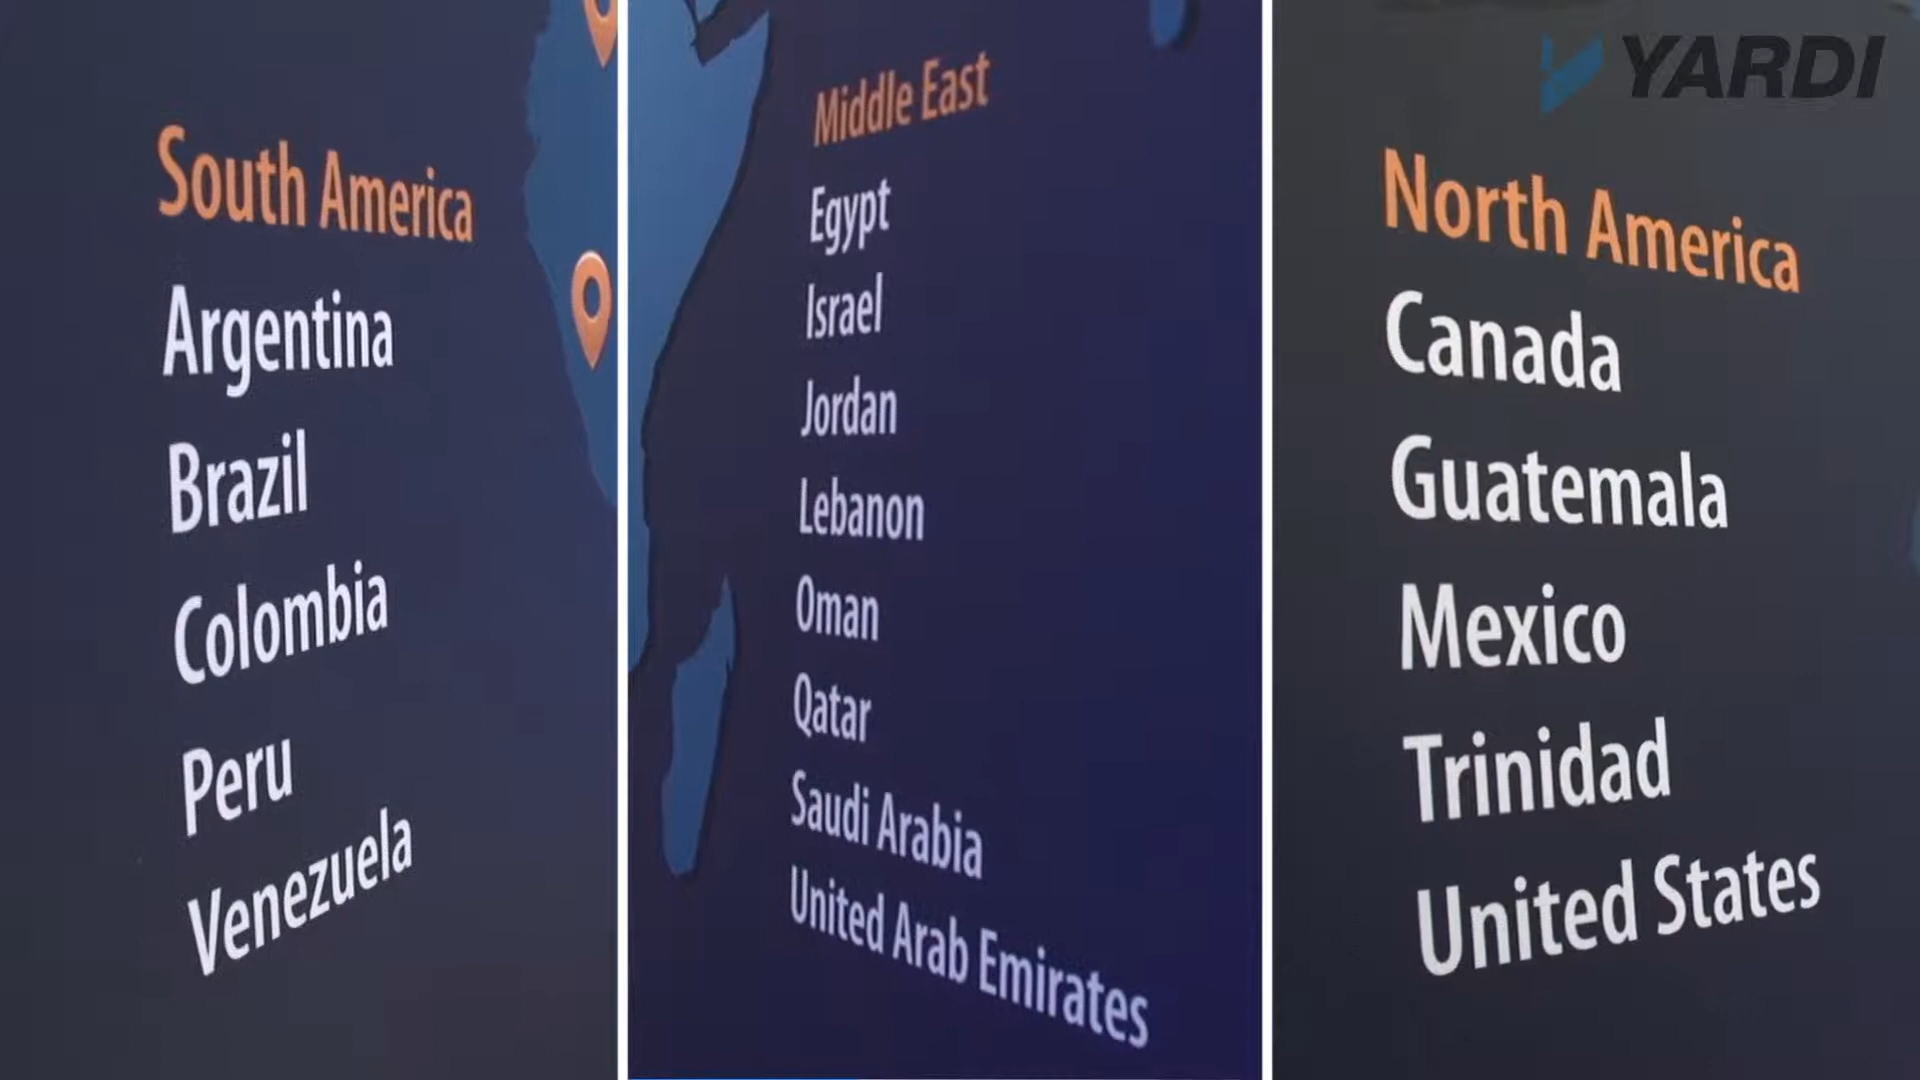 South America
Argentina
Brazil
Colombia
Peru
Venezuela
Middle East
Egypt
Israel
Jordan
Lebanon
Oman
Qatar
Saudi Arabia
United Arab Emirates
YARDI
North America
Canada
Guatemala
Mexico
Trinidad
United States